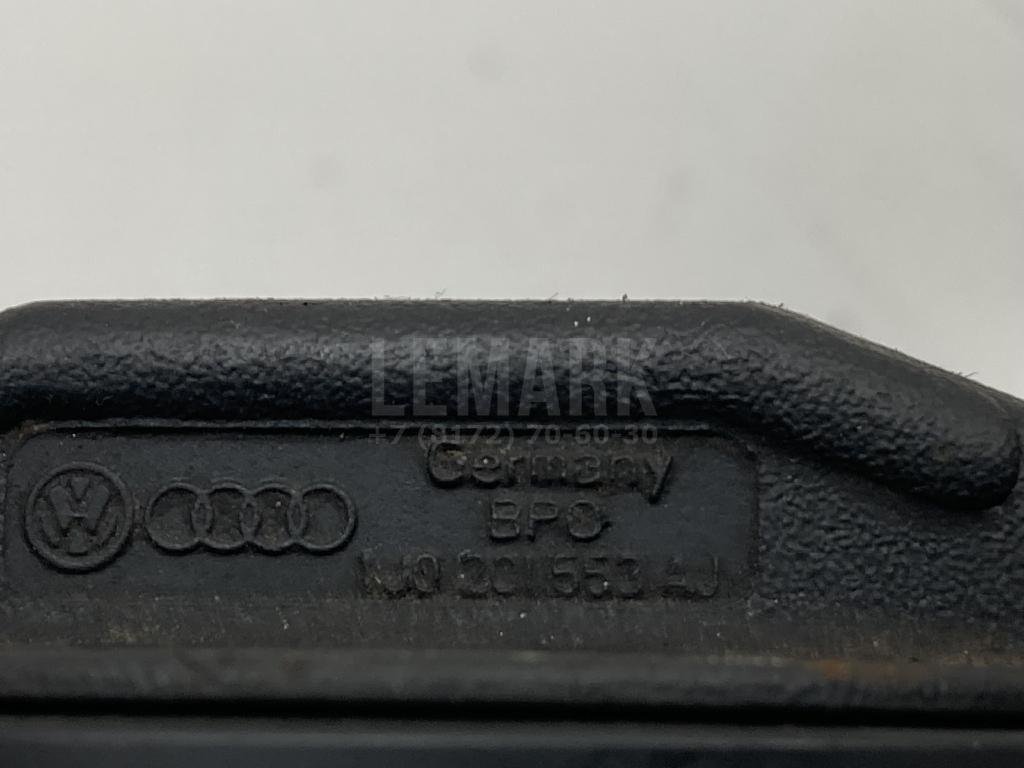 LEMARK
+7 (8172) 70-60-30
Germany
BPO
1J0 201 553 AJ